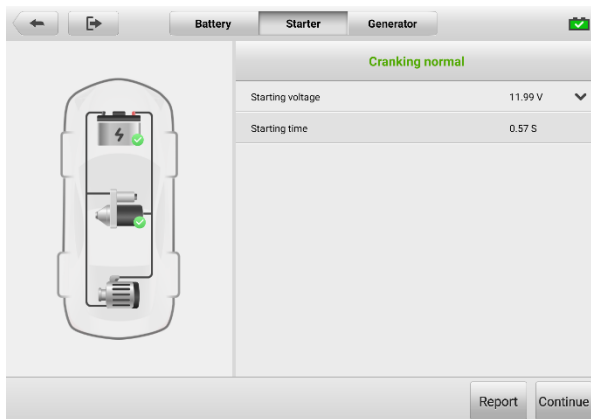 Battery Starter Generator
Cranking normal
Starting voltage 11.99 V
Starting time 0.57 S
Report Continue